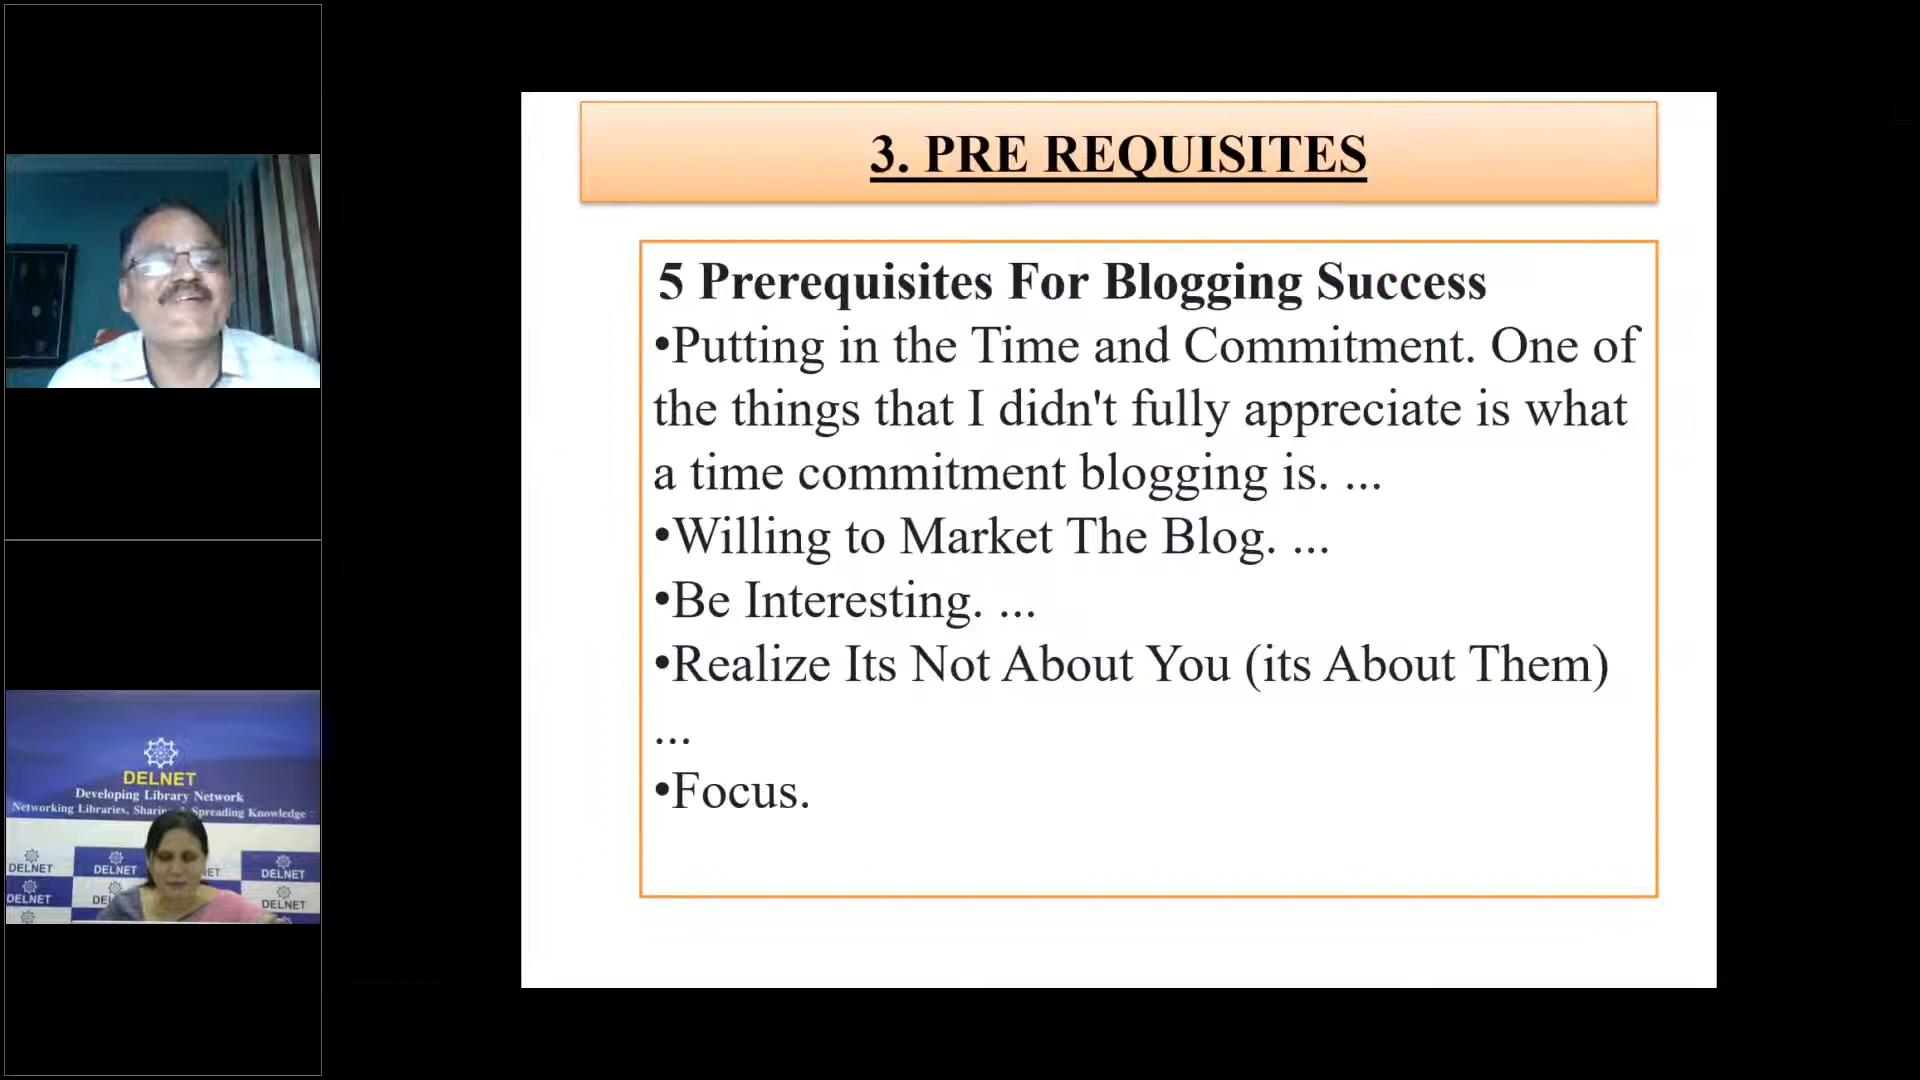 3. PRE REQUISITES
5 Prerequisites For Blogging Success
•Putting in the Time and Commitment. One of
the things that I didn't fully appreciate is what
a time commitment blogging is. ...
•Willing to Market The Blog. ...
•Be Interesting. ...
•Realize Its Not About You (its About Them)
...
•Focus.
DELNET
Developing Library Network
Networking Libraries, Spreading Knowledge
DELNET DELNET DELNET
DELNET DELNET